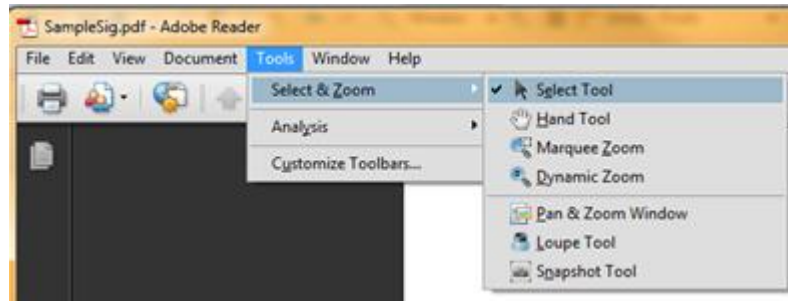 SampleSig.pdf - Adobe Reader
File Edit View Document Tools Window Help
Select & Zoom
Analysis
Customize Toolbars...
Select Tool
Hand Tool
Marquee Zoom
Dynamic Zoom
Pan & Zoom Window
Loupe Tool
Snapshot Tool